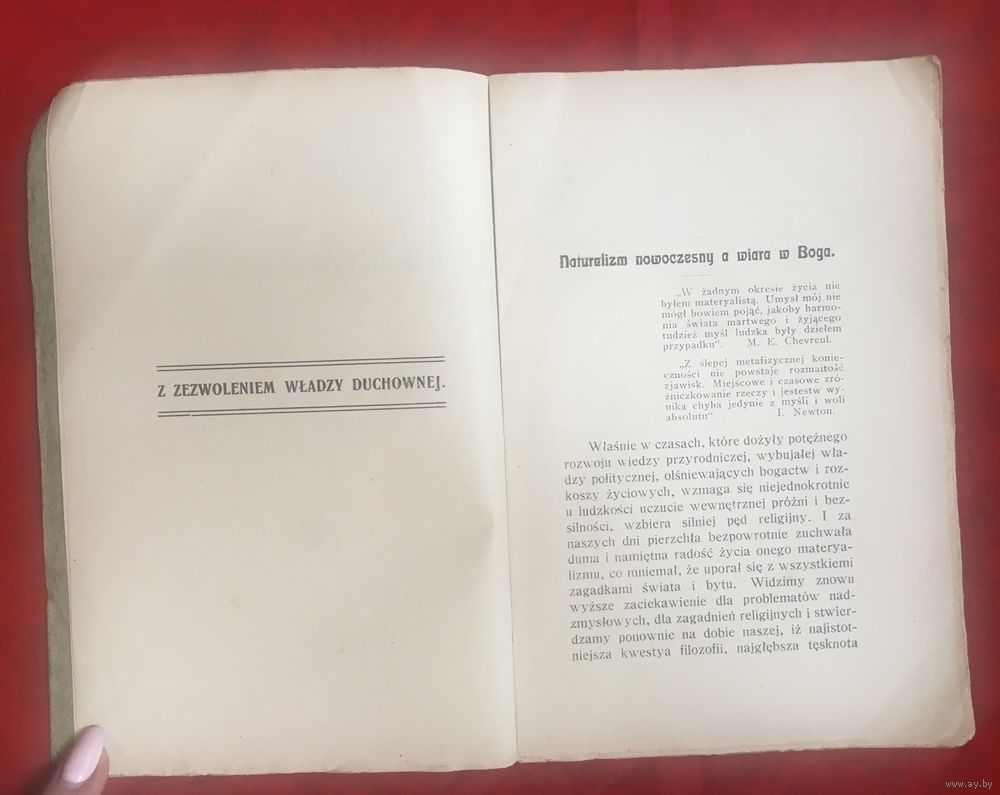 Z ZEZWOLENIEM WŁADZY DUCHOWNEJ.
Naturalizm nowoczesny a wiara w Boga.
„W żadnym okresie życia nie
byłem materyalistą. Umysł mój nie
mógł bowiem pojąć, jakoby harmo-
nia świata martwego i żyjącego
tudzież myśl ludzka były dziełem
przypadku“. M. E. Chevreul.
„Z ślepej metafizycznej konie-
czności nie powstaje rozmaitość
zjawisk. Miejscowe i czasowe zró-
żniczkowanie rzeczy i jestestw wy-
nika chyba jedynie z myśli i woli
absolutu“. I. Newton.
Właśnie w czasach, które dożyły potężnego
rozwoju wiedzy przyrodniczej, wybujałej wła-
dzy politycznej, olśniewających bogactw i roz-
koszy życiowych, wzmaga się niejednokrotnie
u ludzkości uczucie wewnętrznej próżni i bez-
silności, wzbiera silniej pęd religijny. I za
naszych dni pierzchła bezpowrotnie zuchwała
duma i namiętna radość życia onego materya-
lizmu, co mniemał, że uporał się z wszystkiemi
zagadkami świata i bytu. Widzimy znowu
wyższe zaciekawienie dla problematów nad-
zmysłowych, dla zagadnień religijnych i stwier-
dzamy ponownie na dobie naszej, iż najistot-
niejsza kwestya filozofii, najgłębsza tęsknota
www.ay.by